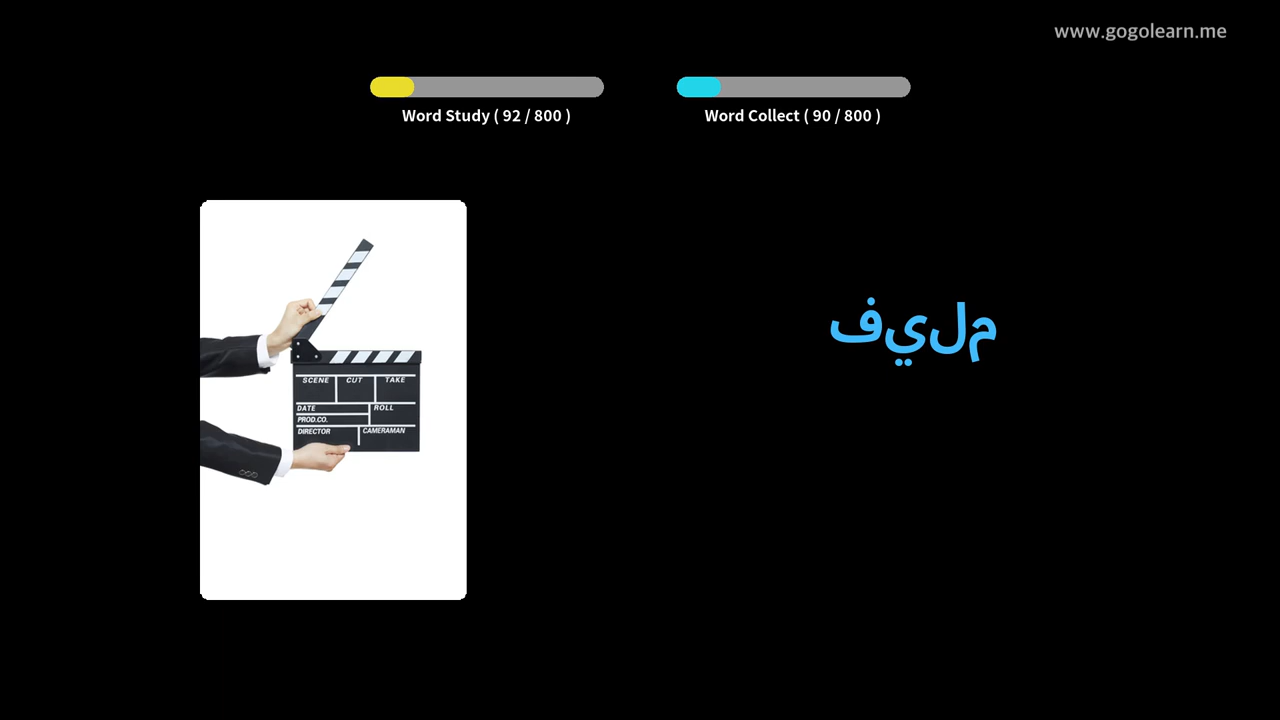 www.gogolearn.me
Word Study ( 92 / 800 )
Word Collect ( 90 / 800 )
SCENE CUT TAKE
DATE ROLL
PROD.CO.
DIRECTOR CAMERAMAN
مليف